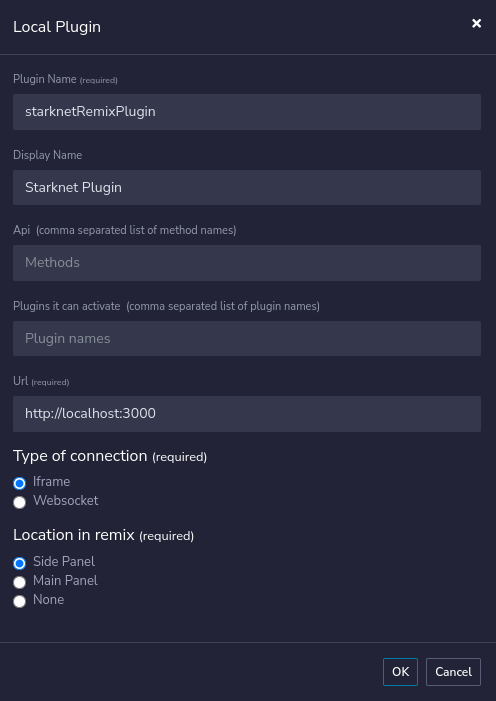 Local Plugin
Plugin Name (required)
starknetRemixPlugin
Display Name
Starknet Plugin
Api (comma separated list of method names)
Methods
Plugins it can activate (comma separated list of plugin names)
Plugin names
Url (required)
http://localhost:3000
Type of connection (required)
Iframe
Websocket
Location in remix (required)
Side Panel
Main Panel
None
OK Cancel